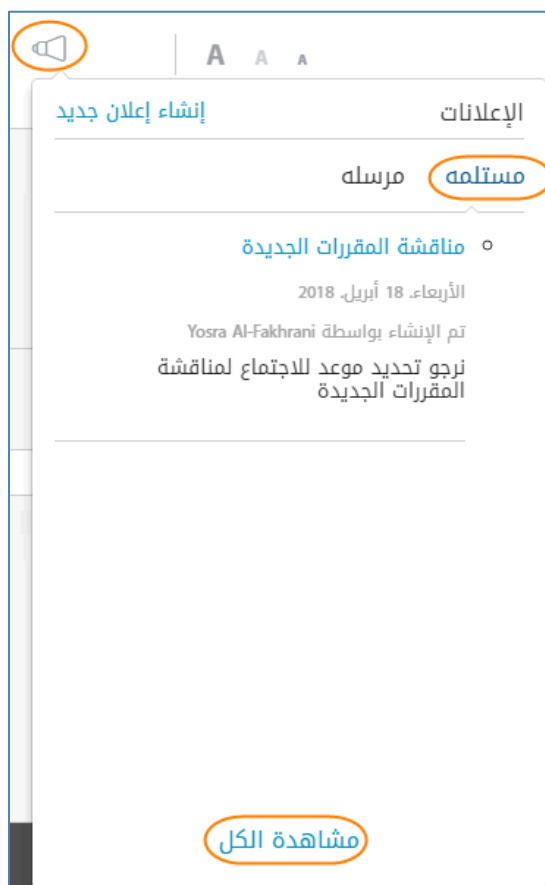 A A A
الإعلانات إنشاء إعلان جديد
مستلمه مرسله
مناقشة المقررات الجديدة
الأربعاء، 18 أبريل، 2018
تم الإنشاء بواسطة Yosra Al-Fakhrani
نرجو تحديد موعد للاجتماع لمناقشة
المقررات الجديدة
مشاهدة الكل